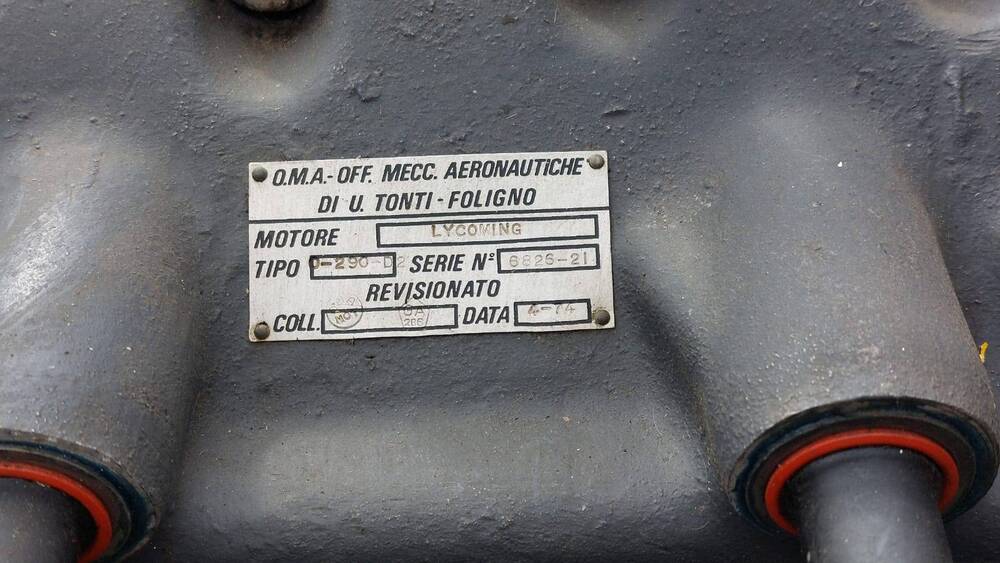 O.M.A.- OFF. MECC. AERONAUTICHE
DI U. TONTI - FOLIGNO
MOTORE LYCOMING
TIPO O-290-D2 SERIE N° 6826-21
REVISIONATO
COLL. MOT DATA 4-74